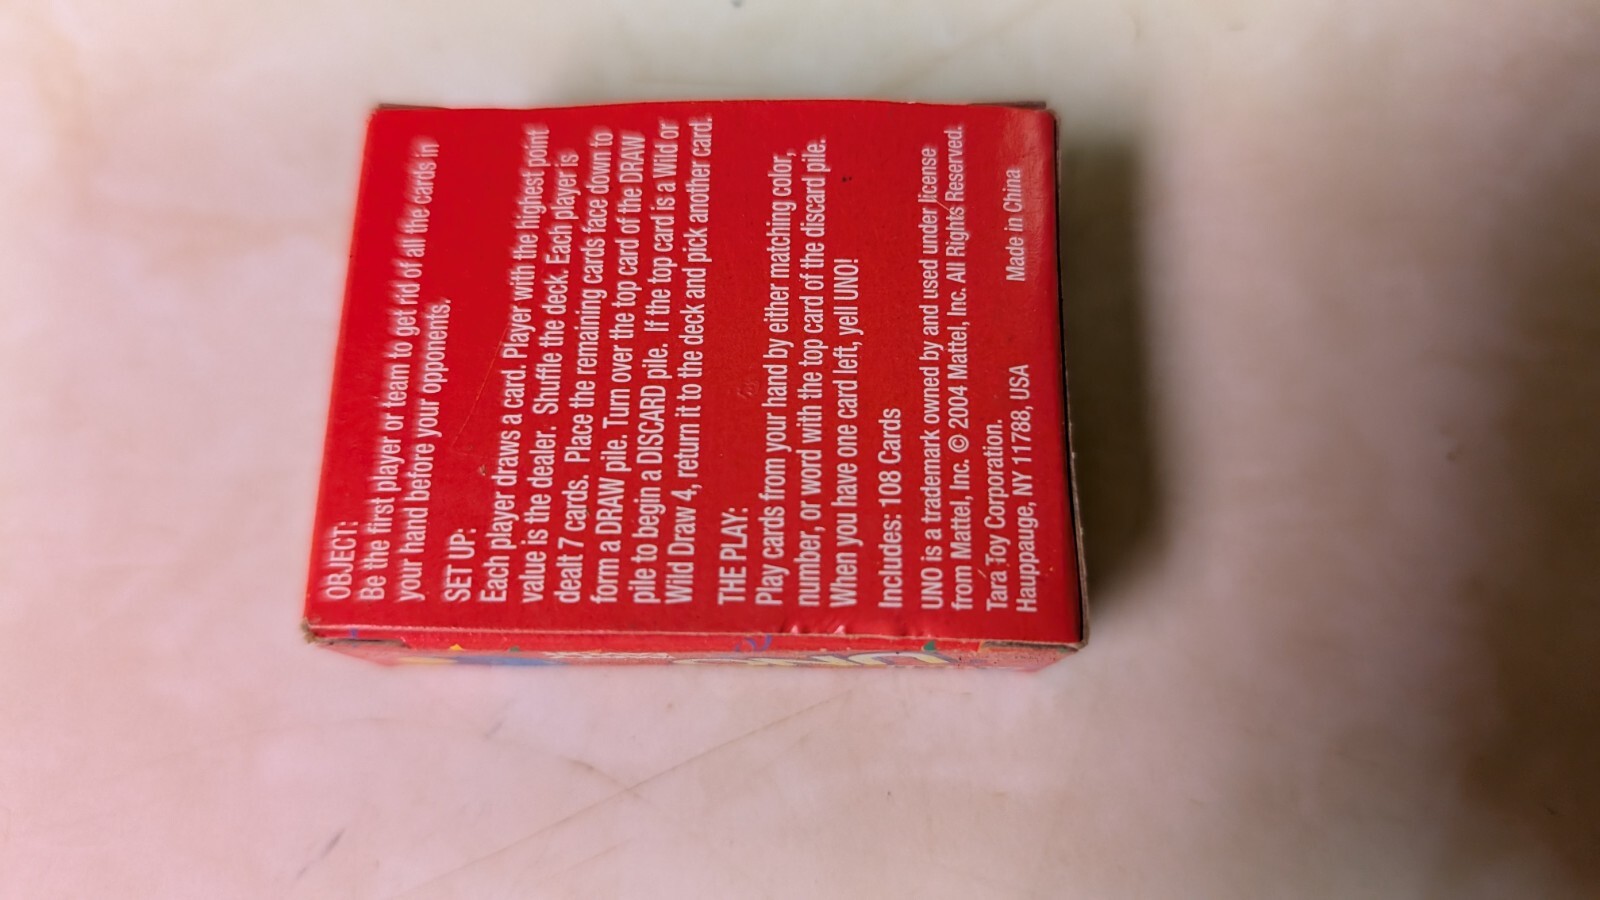 OBJECT:
Be the first player or team to get rid of all the cards in
your hand before your opponents.
SET UP:
Each player draws a card. Player with the highest point
value is the dealer. Shuffle the deck. Each player is
dealt 7 cards. Place the remaining cards face down to
form a DRAW pile. Turn over the top card of the DRAW
pile to begin a DISCARD pile. If the top card is a Wild or
Wild Draw 4, return it to the deck and pick another card.
THE PLAY:
Play cards from your hand by either matching color,
number, or word with the top card of the discard pile.
When you have one card left, yell UNO!
Includes: 108 Cards
UNO is a trademark owned by and used under license
from Mattel, Inc. © 2004 Mattel, Inc. All Rights Reserved.
Tara Toy Corporation.
Hauppauge, NY 11788, USA Made in China
UNO